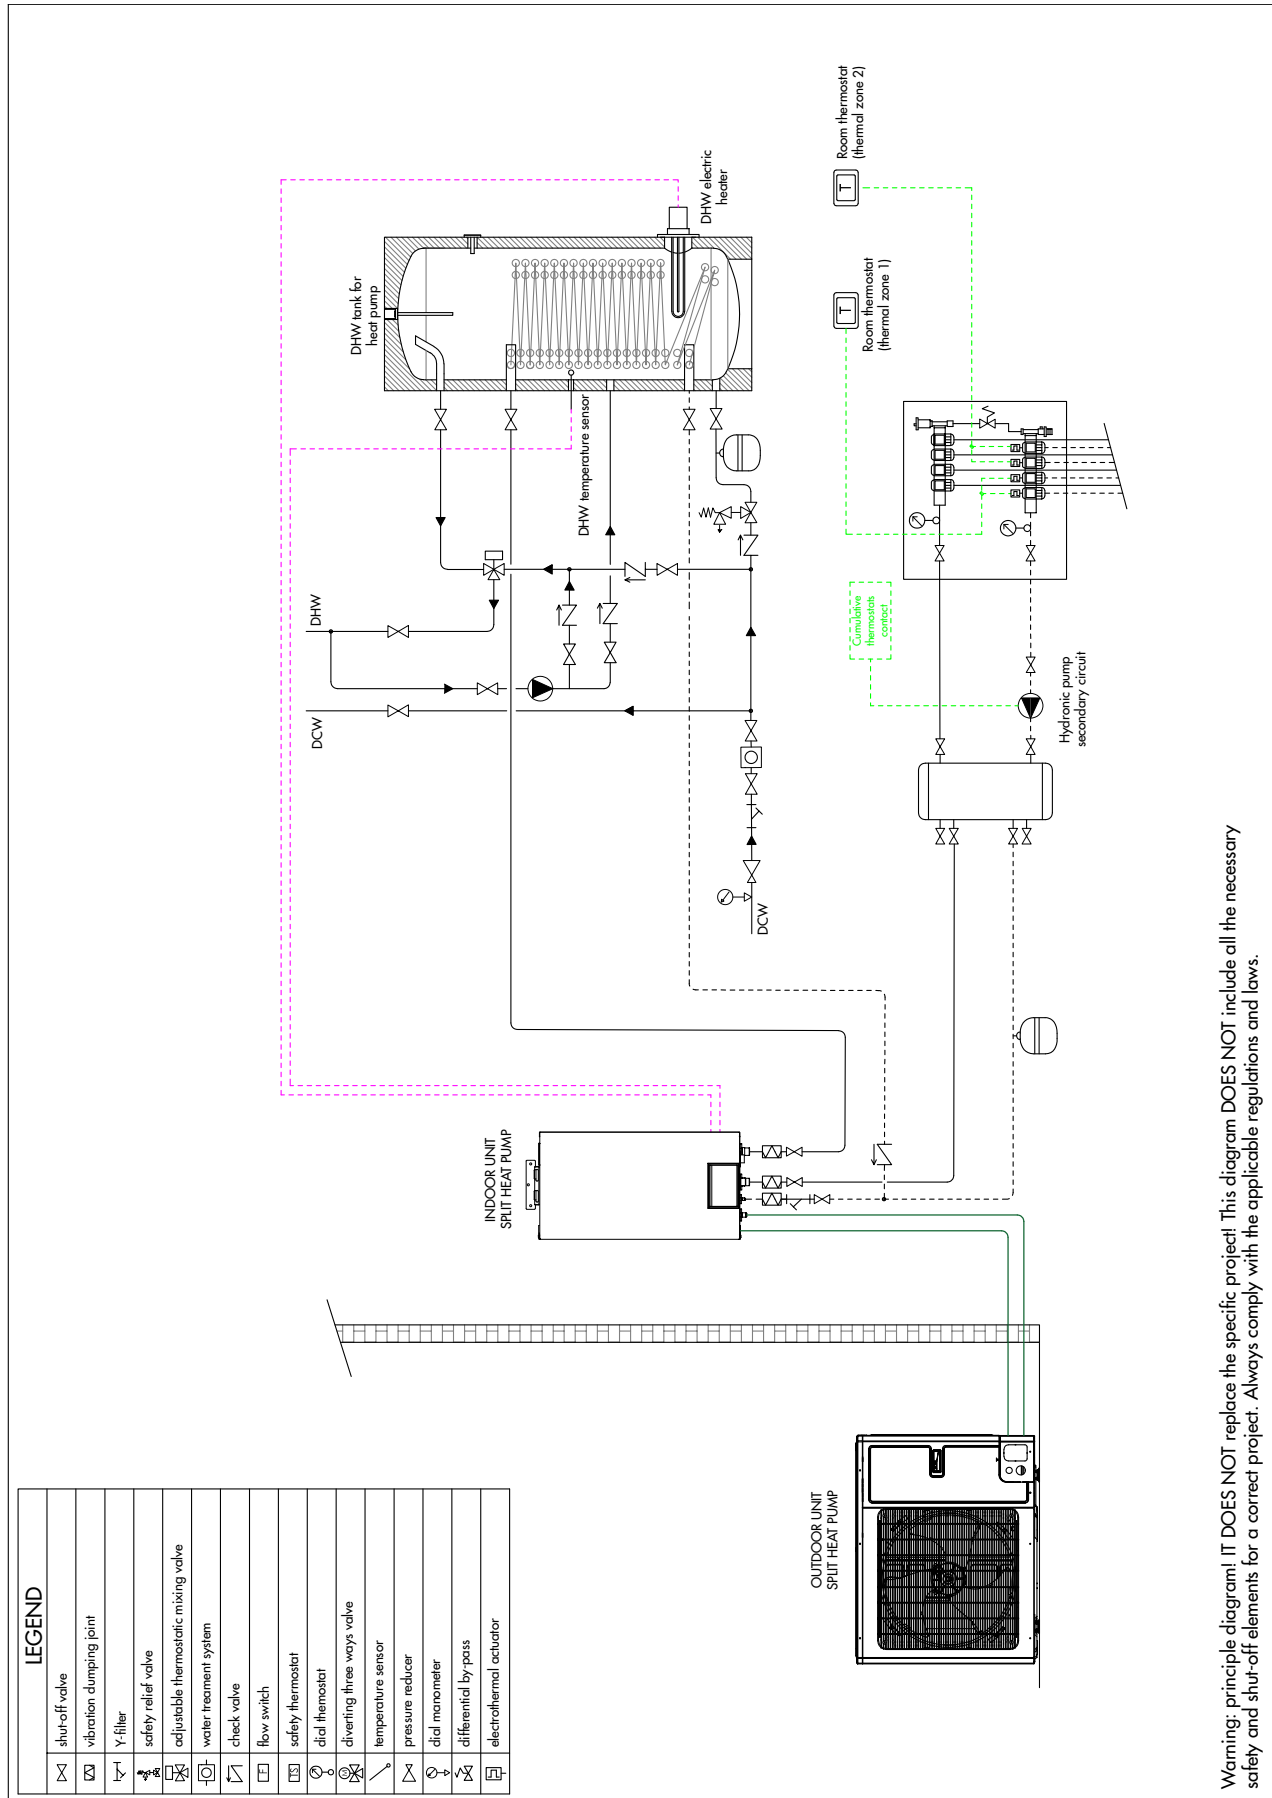 DHW tank for
heat pump
DHW electric
heater
DHW temperature sensor
Room thermostat
(thermal zone 2)
T
Room thermostat
(thermal zone 1)
T
DHW
DCW
DCW
Cumulative
thermostats
contact
Hydronic pump
secondary circuit
INDOOR UNIT
SPLIT HEAT PUMP
OUTDOOR UNIT
SPLIT HEAT PUMP
LEGEND
shut-off valve
vibration dumping joint
Y-filter
safety relief valve
adjustable thermostatic mixing valve
water treament system
check valve
LF
flow switch
TS
safety thermostat
dial themostat
M
diverting three ways valve
temperature sensor
pressure reducer
dial manometer
differential by-pass
electrothermal actuator
Warning: principle diagram! IT DOES NOT replace the specific project! This diagram DOES NOT include all the necessary
safety and shut-off elements for a correct project. Always comply with the applicable regulations and laws.